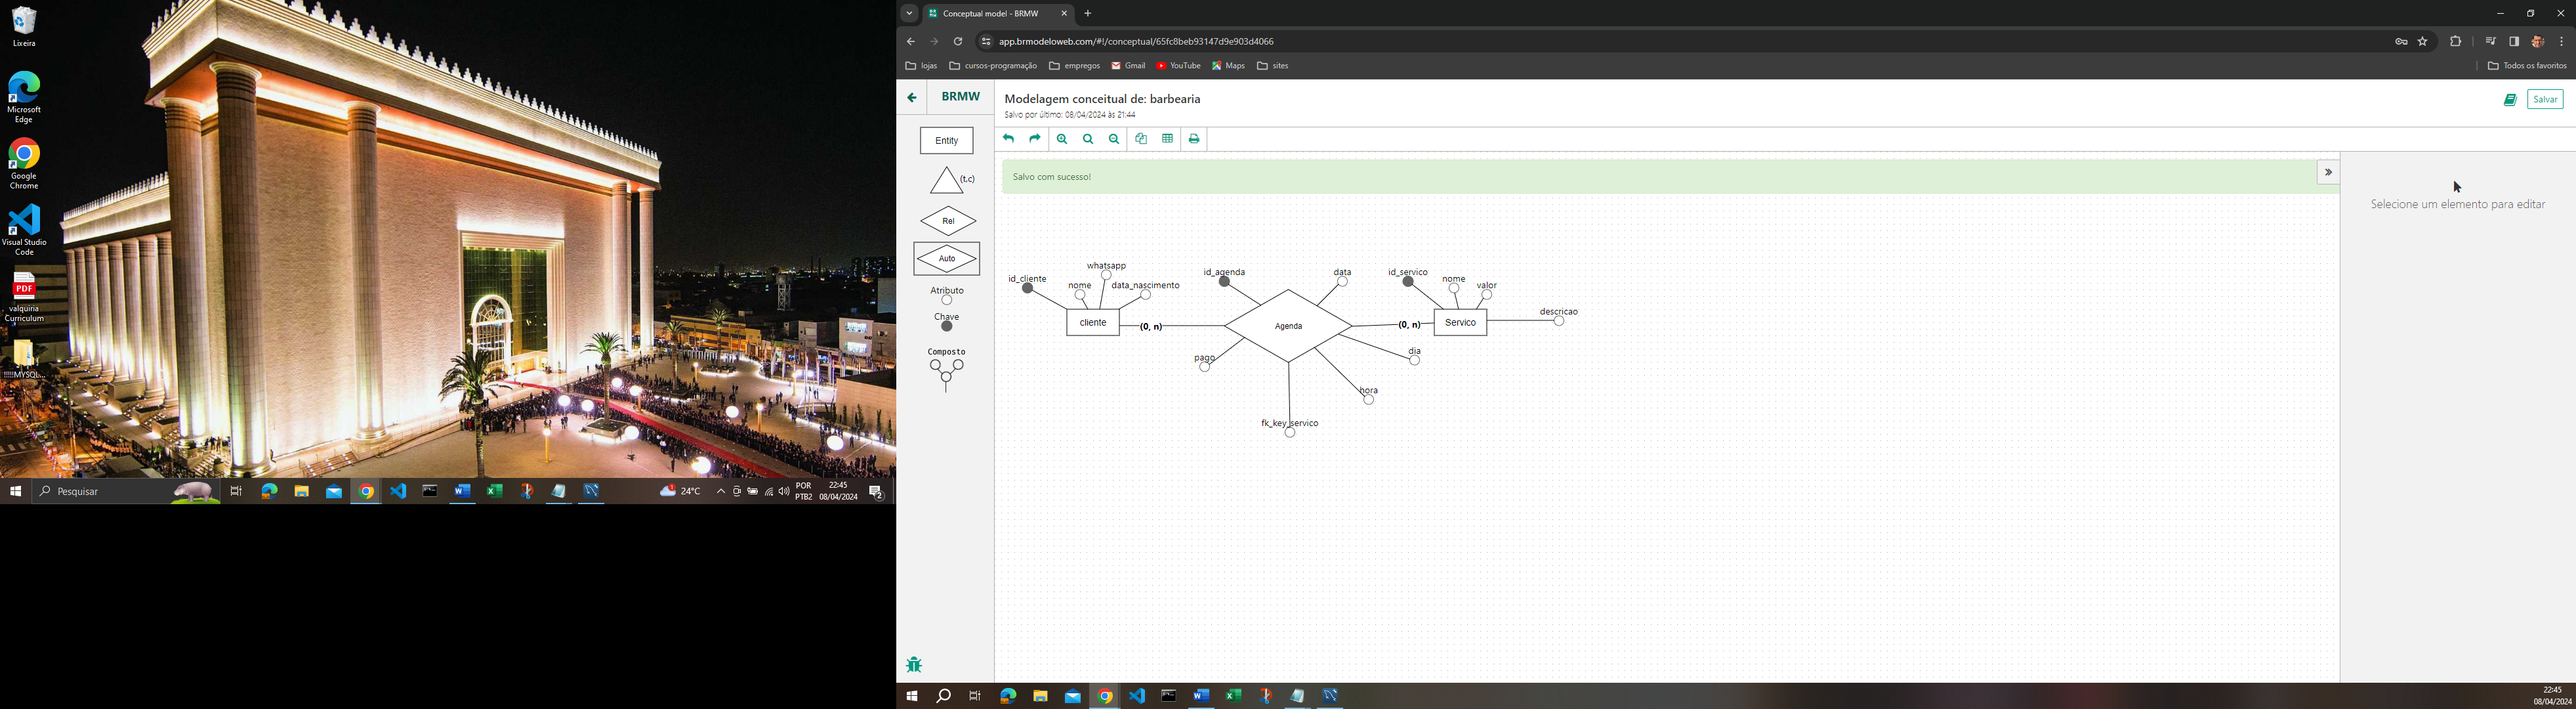 Lixeira
Microsoft
Edge
Google
Chrome
Visual Studio
Code
PDF
valquiria
Curriculum
!!!!!MYSQL...
Pesquisar
24°C
POR
PTB2
22:45
08/04/2024
2
Conceptual model - BRMW
app.brmodeloweb.com/#!/conceptual/65fc8beb93147d9e903d4066
lojas
cursos-programação
empregos
Gmail
YouTube
Maps
sites
Todos os favoritos
BRMW
Modelagem conceitual de: barbearia
Salvo por último: 08/04/2024 às 21:44
Salvar
Entity
(t,c)
Rel
Auto
Atributo
Chave
Composto
Salvo com sucesso!
Selecione um elemento para editar
id_cliente
nome
whatsapp
data_nascimento
cliente
(0, n)
id_agenda
data
Agenda
pago
fk_key_servico
hora
dia
(0, n)
id_servico
nome
valor
Servico
descricao
22:45
08/04/2024